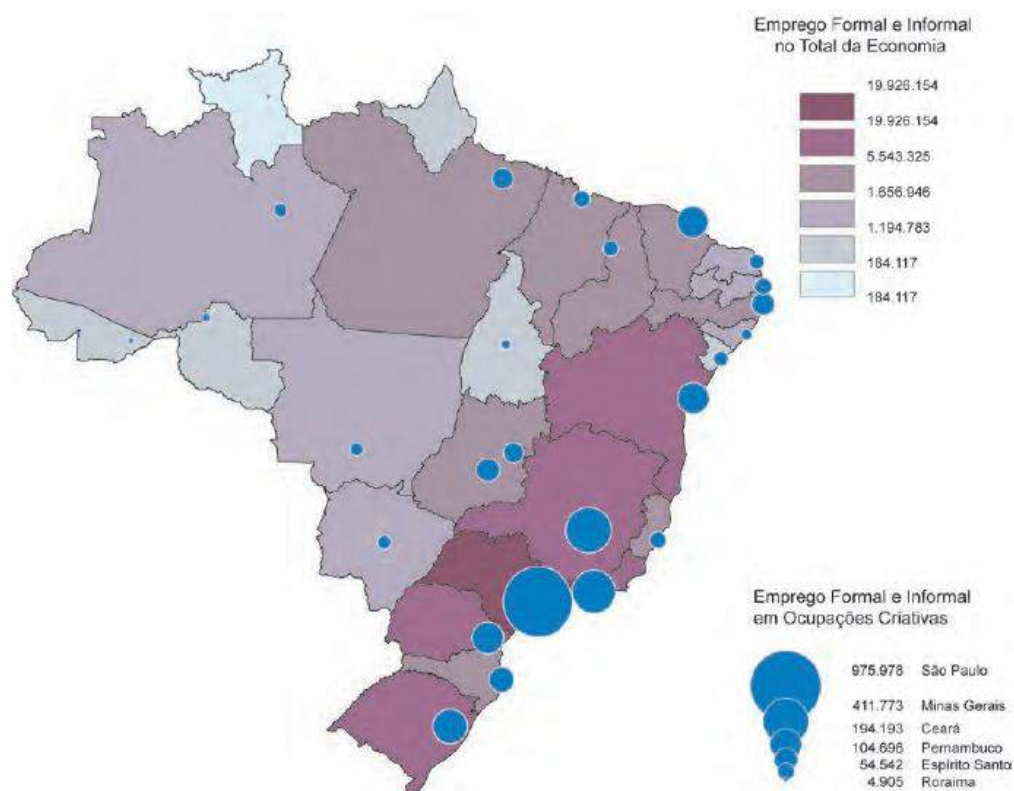 Emprego Formal e Informal
no Total da Economia
19.926.154
19.926.154
5.543.325
1.656.946
1.194.783
184.117
184.117
Emprego Formal e Informal
em Ocupações Criativas
975.978 São Paulo
411.773 Minas Gerais
194.193 Ceará
104.696 Pernambuco
54.542 Espírito Santo
4.905 Roraima